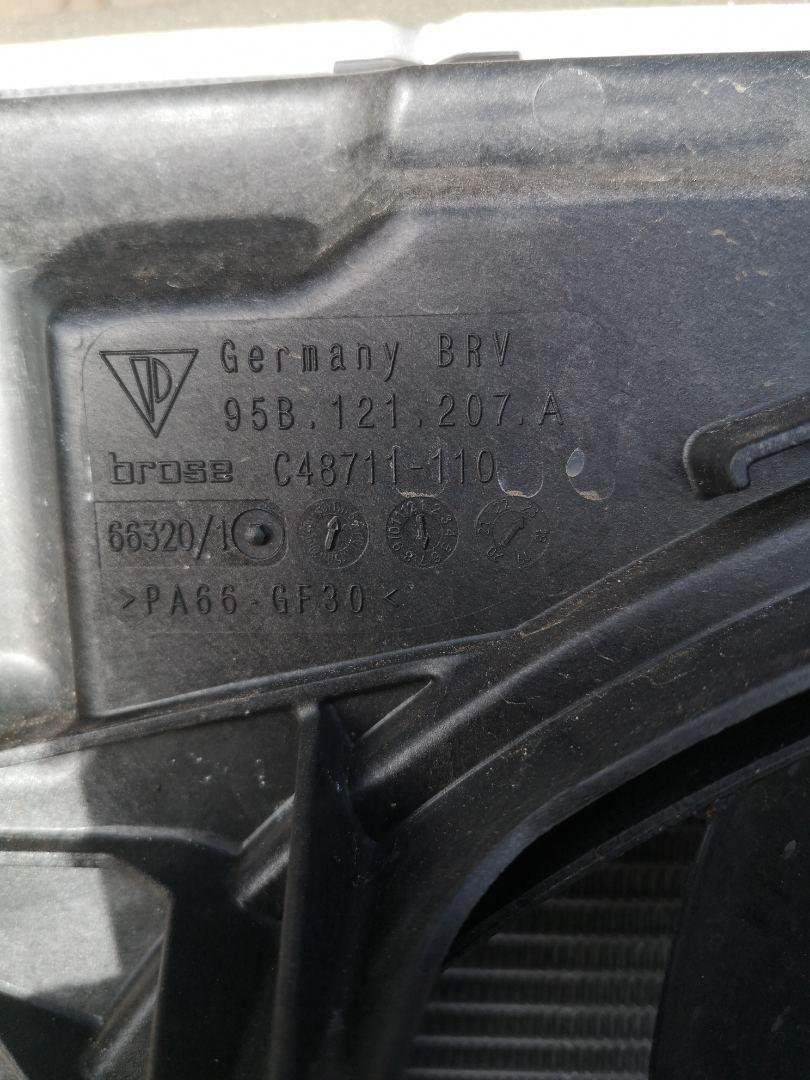 Germany BRV
95B.121.207.A
brose C48711-110
66320/1
>PA66-GF30<